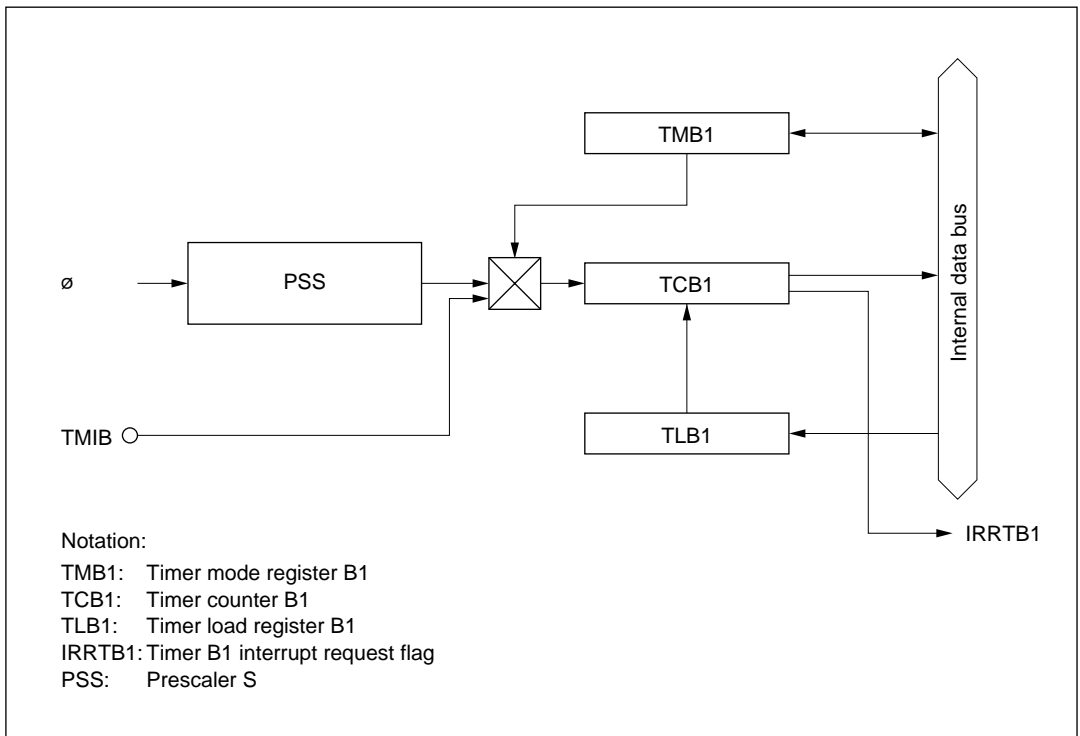 TMB1
ø
PSS
TCB1
Internal data bus
TMIB
TLB1
IRRTB1
Notation:
TMB1: Timer mode register B1
TCB1: Timer counter B1
TLB1: Timer load register B1
IRRTB1: Timer B1 interrupt request flag
PSS: Prescaler S